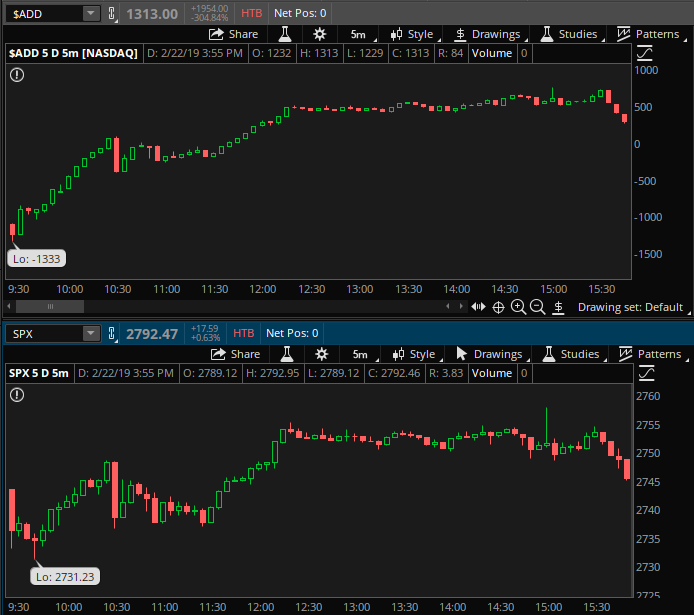 $ADD 1313.00 +1954.00 -304.84% HTB Net Pos: 0
Share 5m Style $ Drawings Studies Patterns
$ADD 5 D 5m [NASDAQ] D: 2/22/19 3:55 PM O: 1232 H: 1313 L: 1229 C: 1313 R: 84 Volume 0
1000
500
0
-500
-1000
-1500
Lo: -1333
9:30 10:00 10:30 11:00 11:30 12:00 12:30 13:00 13:30 14:00 14:30 15:00 15:30
$ Drawing set: Default
SPX 2792.47 +17.59 +0.63% HTB Net Pos: 0
Share 5m Style Drawings Studies Patterns
SPX 5 D 5m D: 2/22/19 3:55 PM O: 2789.12 H: 2792.95 L: 2789.12 C: 2792.46 R: 3.83 Volume 0
2760
2755
2750
2745
2740
2735
2730
2725
Lo: 2731.23
9:30 10:00 10:30 11:00 11:30 12:00 12:30 13:00 13:30 14:00 14:30 15:00 15:30